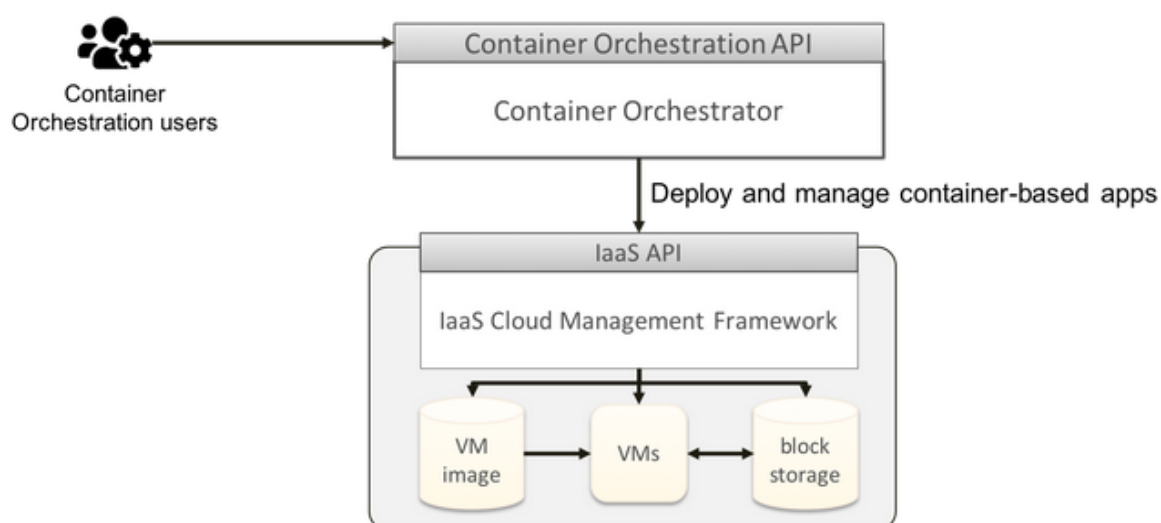 Container Orchestration API
Container
Orchestration users
Container Orchestrator
Deploy and manage container-based apps
IaaS API
IaaS Cloud Management Framework
VM
image
VMs
block
storage